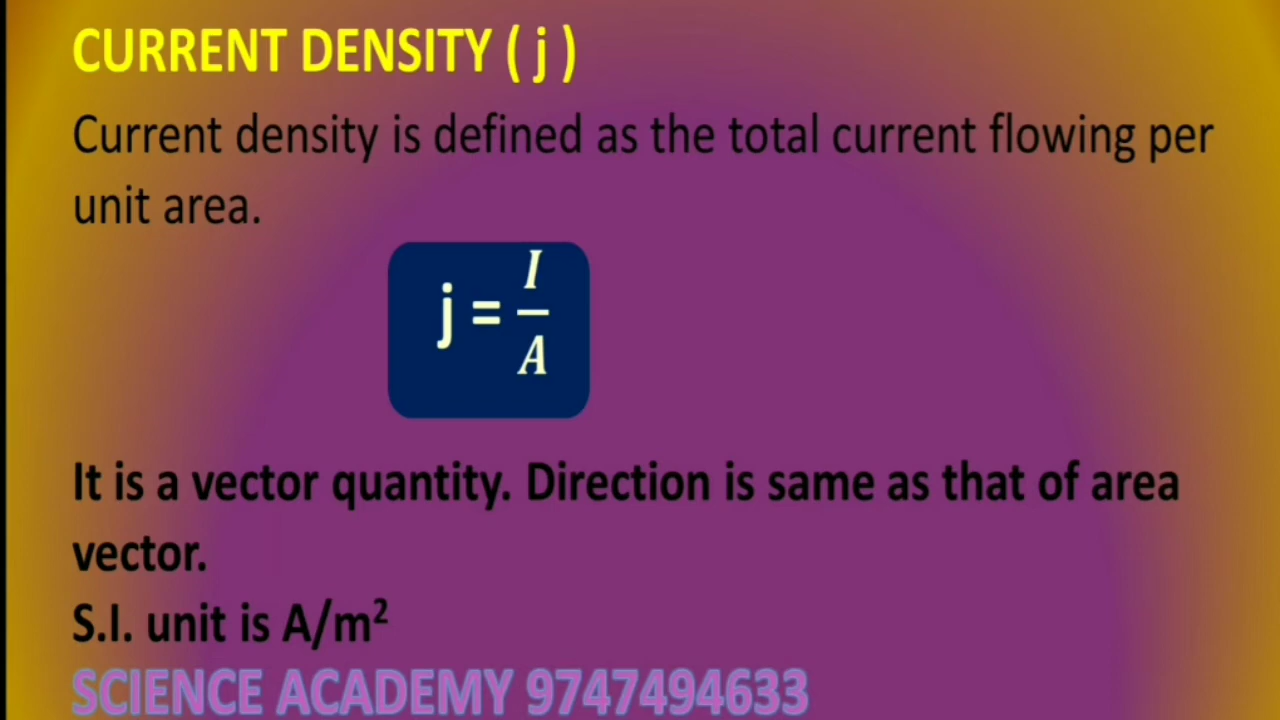 CURRENT DENSITY ( j )
Current density is defined as the total current flowing per
unit area.
j = I/A
It is a vector quantity. Direction is same as that of area
vector.
S.I. unit is A/m²
SCIENCE ACADEMY 9747494633